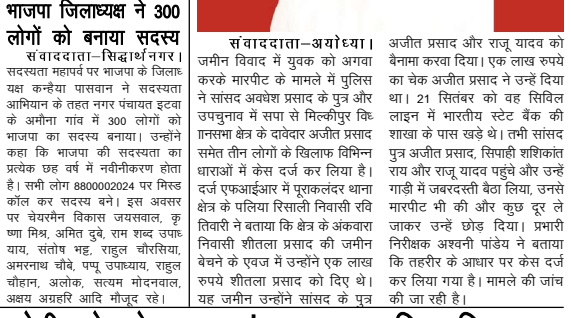 भाजपा जिलाध्यक्ष ने 300
लोगों को बनाया सदस्य
संवाददाता–सिद्धार्थनगर।
सदस्यता महापर्व पर भाजपा के जिलाध
यक्ष कन्हैया पासवान ने सदस्यता
आभियान के तहत नगर पंचायत इटवा
के अमौना गांव में 300 लोगों को
भाजपा का सदस्य बनाया। उन्होंने
कहा कि भाजपा की सदस्यता का
प्रत्येक छह वर्ष में नवीनीकरण होता
है। सभी लोग 8800002024 पर मिस्ड
कॉल कर सदस्य बने। इस अवसर
पर चेयरमैन विकास जयसवाल, कृ
ष्णा मिश्र, अमित दुबे, राम शब्द उपाध
याय, संतोष भट्ट, राहुल चौरसिया,
अमरनाथ चौबे, पप्पू उपाध्याय, राहुल
चौहान, अलोक, सत्यम मोदनवाल,
अक्षय अग्रहरि आदि मौजूद रहे।
संवाददाता–अयोध्या।
जमीन विवाद में युवक को अगवा
करके मारपीट के मामले में पुलिस
ने सांसद अवधेश प्रसाद के पुत्र और
उपचुनाव में सपा से मिल्कीपुर विध
ानसभा क्षेत्र के दावेदार अजीत प्रसाद
समेत तीन लोगों के खिलाफ विभिन्न
धाराओं में केस दर्ज कर लिया है।
दर्ज एफआईआर में पूराकलंदर थाना
क्षेत्र के पलिया रिसाली निवासी रवि
तिवारी ने बताया कि क्षेत्र के अंकवारा
निवासी शीतला प्रसाद की जमीन
बेचने के एवज में उन्होंने एक लाख
रुपये शीतला प्रसाद को दिए थे।
यह जमीन उन्होंने सांसद के पुत्र
अजीत प्रसाद और राजू यादव को
बैनामा करवा दिया। एक लाख रुपये
का चेक अजीत प्रसाद ने उन्हें दिया
था। 21 सितंबर को वह सिविल
लाइन में भारतीय स्टेट बैंक की
शाखा के पास खड़े थे। तभी सांसद
पुत्र अजीत प्रसाद, सिपाही शशिकांत
राय और राजू यादव पहुंचे और उन्हें
गाड़ी में जबरदस्ती बैठा लिया, उनसे
मारपीट भी की और कुछ दूर ले
जाकर उन्हें छोड़ दिया। प्रभारी
निरीक्षक अश्वनी पांडेय ने बताया
कि तहरीर के आधार पर केस दर्ज
कर लिया गया है। मामले की जांच
की जा रही है।